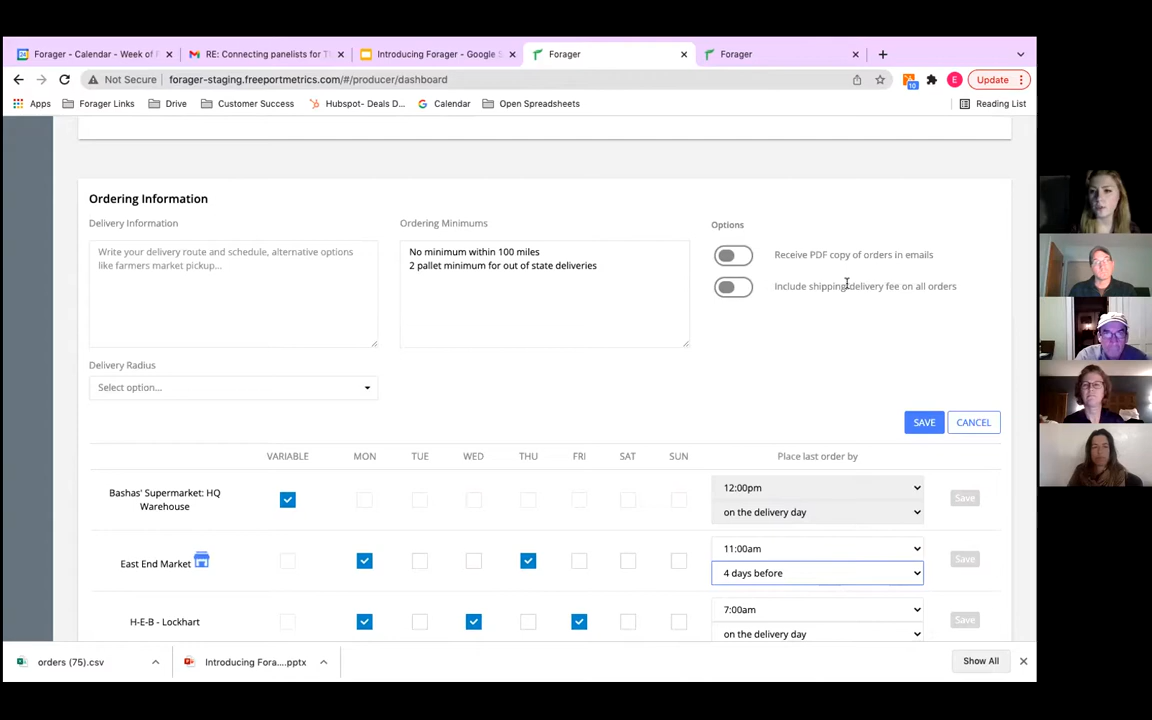 Forager - Calendar - Week of F
RE: Connecting panelists for T
Introducing Forager - Google S
Forager
Forager
Not Secure
forager-staging.freeportmetrics.com/#/producer/dashboard
10
E
Update
Apps
Forager Links
Drive
Customer Success
Hubspot- Deals D...
Calendar
Open Spreadsheets
Reading List
Ordering Information
Delivery Information
Ordering Minimums
Options
Write your delivery route and schedule, alternative options
like farmers market pickup...
No minimum within 100 miles
2 pallet minimum for out of state deliveries
Receive PDF copy of orders in emails
Include shipping/delivery fee on all orders
Delivery Radius
Select option...
SAVE
CANCEL
VARIABLE MON TUE WED THU FRI SAT SUN Place last order by
Bashas' Supermarket: HQ
Warehouse
12:00pm
on the delivery day
Save
East End Market
11:00am
4 days before
Save
H-E-B - Lockhart
7:00am
on the delivery day
Save
orders (75).csv
Introducing Fora....pptx
Show All